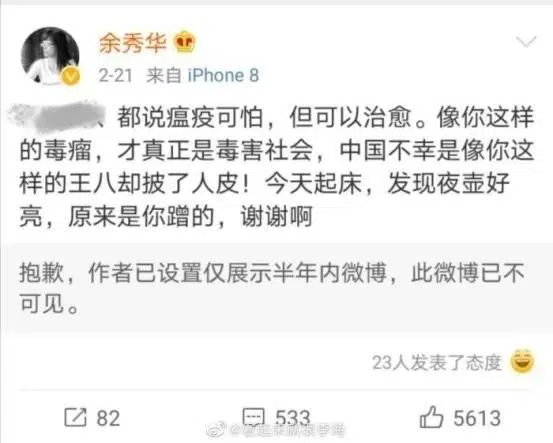 余秀华
2-21 来自 iPhone 8
、都说瘟疫可怕，但可以治愈。像你这样
的毒瘤，才真正是毒害社会，中国不幸是像你这
样的王八却披了人皮！今天起床，发现夜壶好
亮，原来是你蹭的，谢谢啊
抱歉，作者已设置仅展示半年内微博，此微博已不
可见。
23人发表了态度
82
533
5613